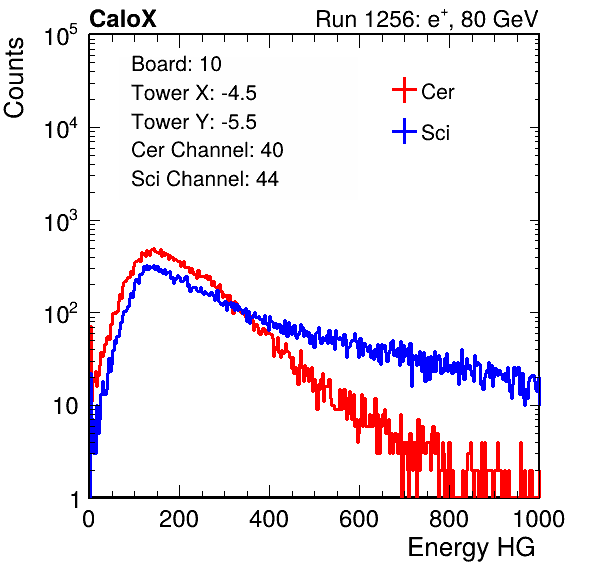 CaloX Run 1256: e⁺, 80 GeV
Counts
10⁵
10⁴
10³
10²
10
1
Board: 10
Tower X: -4.5
Tower Y: -5.5
Cer Channel: 40
Sci Channel: 44
Cer
Sci
0 200 400 600 800 1000
Energy HG